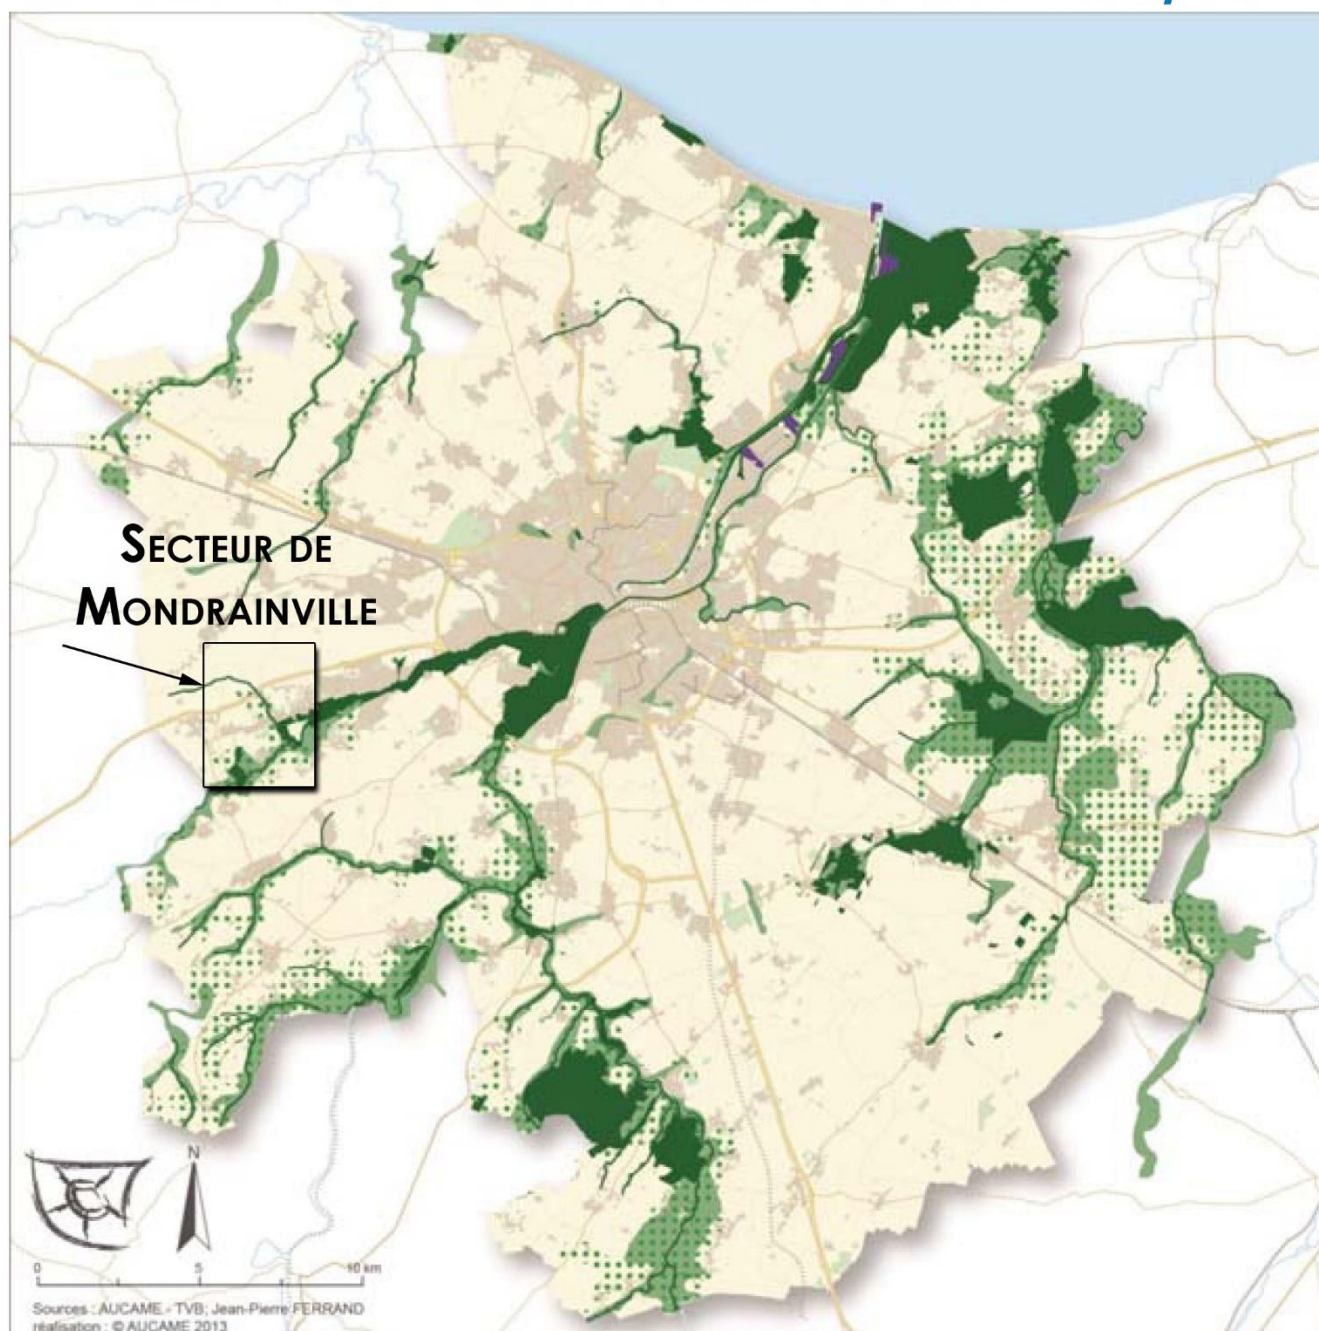 SECTEUR DE
MONDRAINVILLE
N
0 5 10 km
Sources : AUCAME - TVB; Jean-Pierre FERRAND
réalisation : © AUCAME 2013